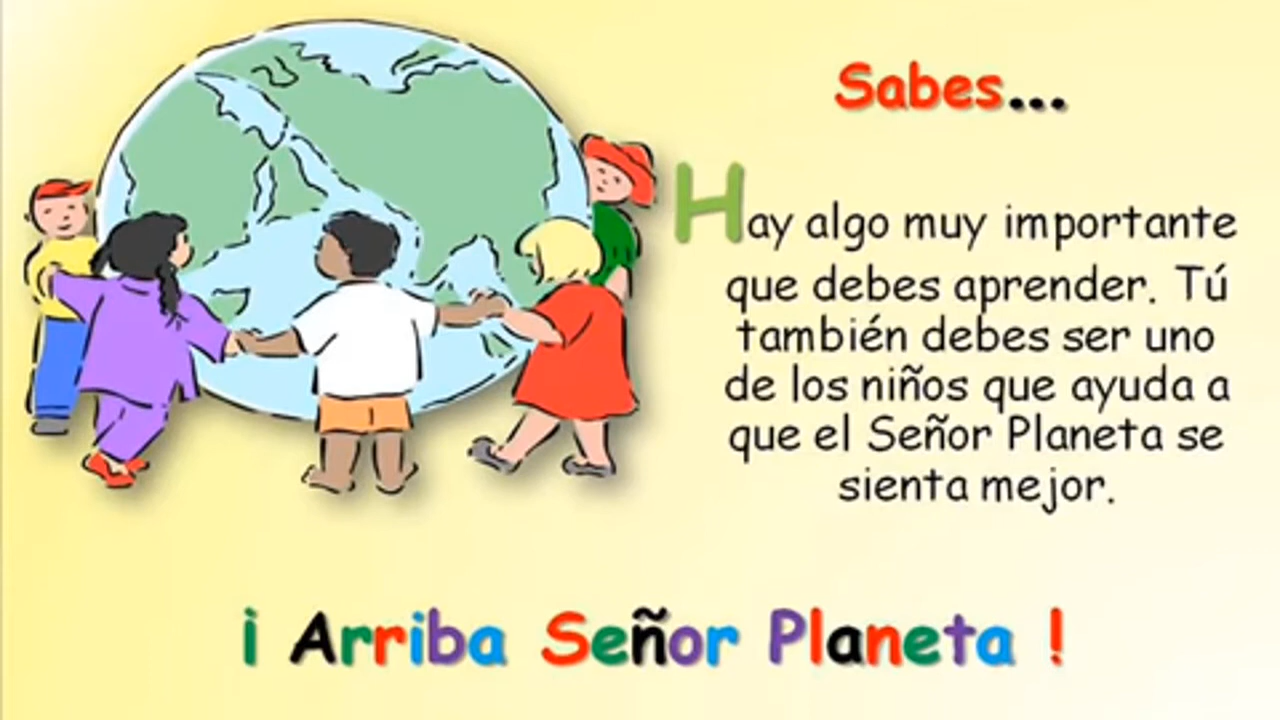 Sabes...
Hay algo muy importante
que debes aprender. Tú
también debes ser uno
de los niños que ayuda a
que el Señor Planeta se
sienta mejor.
¡ Arriba Señor Planeta !